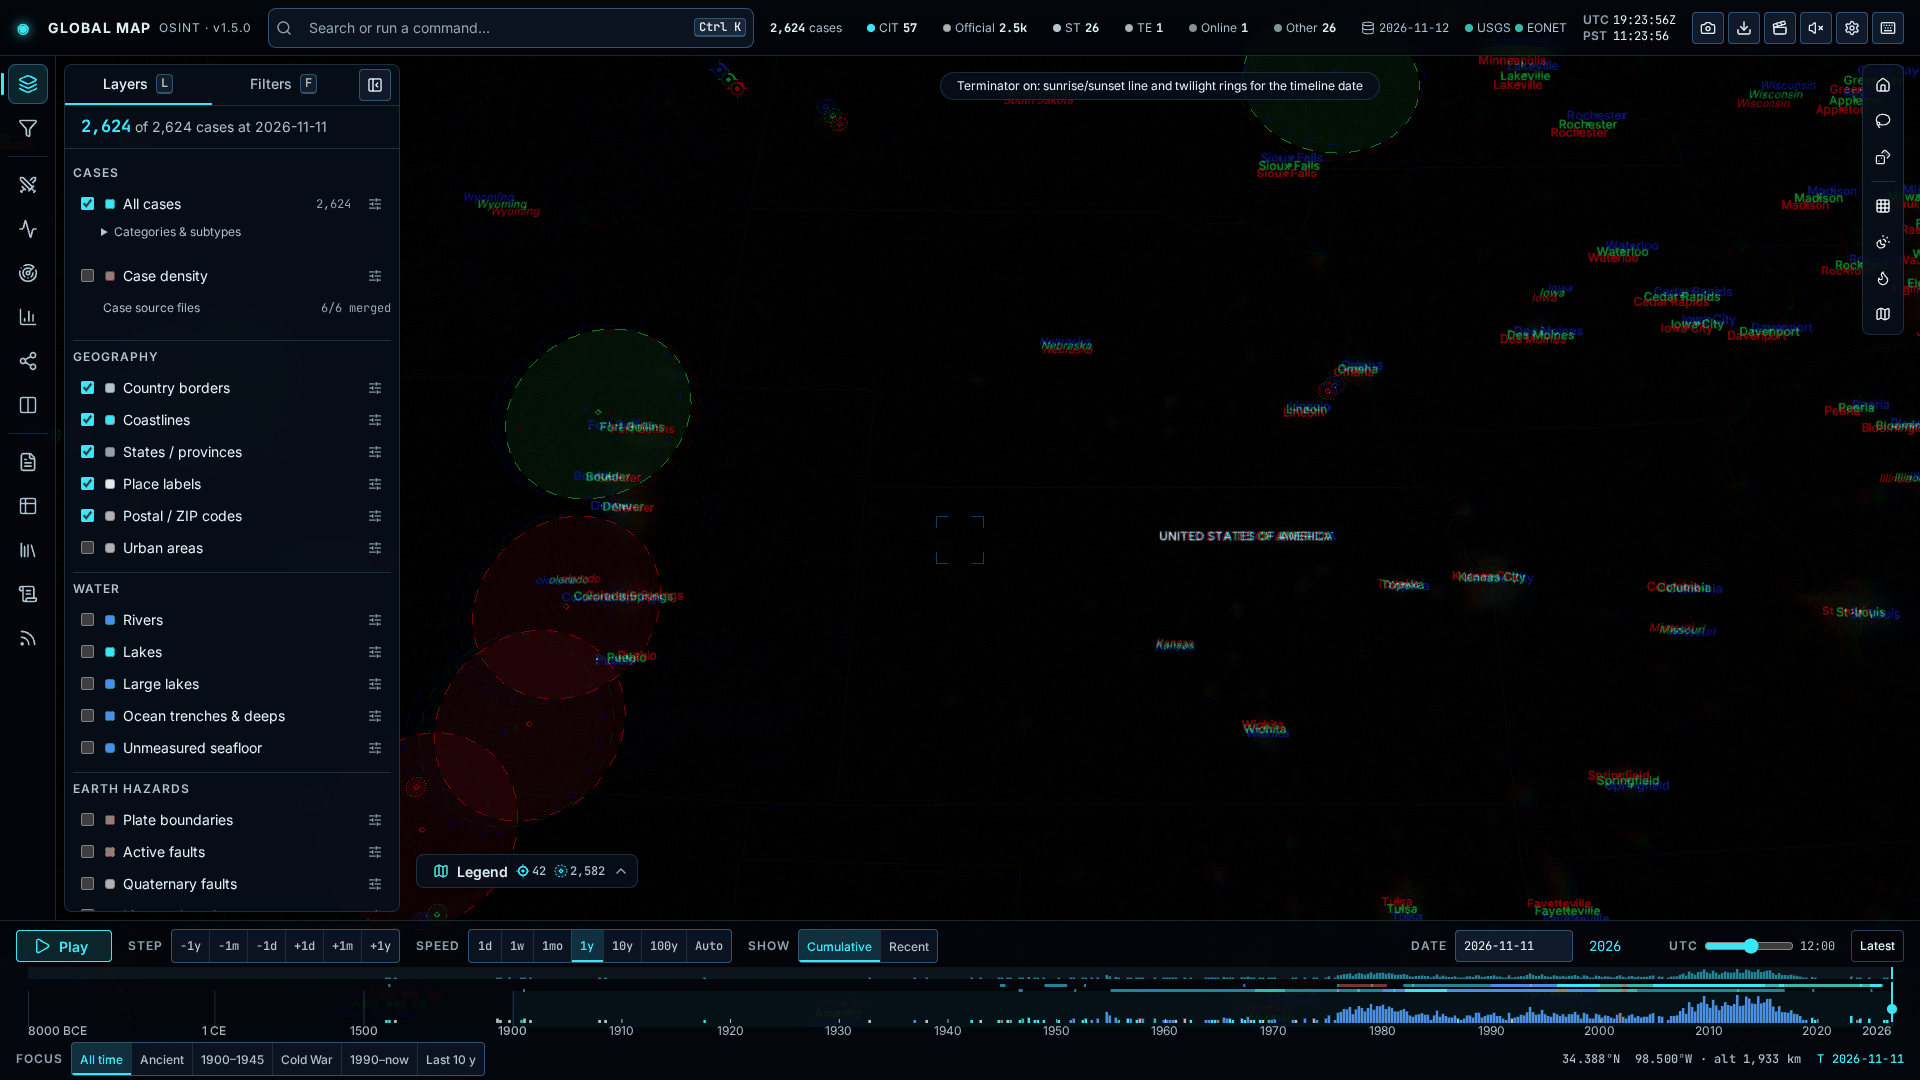 GLOBAL MAP OSINT · v1.5.0
Search or run a command... Ctrl K
2,624 cases CIT 57 Official 2.5k ST 26 TE 1 Online 1 Other 26 2026-11-12 USGS EONET
UTC 19:23:56Z
PST 11:23:56
Layers L Filters F
2,624 of 2,624 cases at 2026-11-11
CASES
All cases 2,624
Categories & subtypes
Case density
Case source files 6/6 merged
GEOGRAPHY
Country borders
Coastlines
States / provinces
Place labels
Postal / ZIP codes
Urban areas
WATER
Rivers
Lakes
Large lakes
Ocean trenches & deeps
Unmeasured seafloor
EARTH HAZARDS
Plate boundaries
Active faults
Quaternary faults
Terminator on: sunrise/sunset line and twilight rings for the timeline date
Minneapolis
Lakeville
South Dakota
Wisconsin
Appleton
Rochester
Sioux Falls
Wyoming
Madison
Waterloo
Iowa
Cedar Rapids
Iowa City
Des Moines
Davenport
Nebraska
Omaha
Lincoln
Peoria
Fort Collins
Boulder
Denver
UNITED STATES OF AMERICA
Colorado
Colorado Springs
Topeka
Kansas City
Columbia
St Louis
Missouri
Kansas
Pueblo
Wichita
Springfield
Tulsa
Fayetteville
Legend 42 2,582
Play STEP -1y -1m -1d +1d +1m +1y SPEED 1d 1w 1mo 1y 10y 100y Auto SHOW Cumulative Recent DATE 2026-11-11 2026 UTC 12:00 Latest
8000 BCE 1 CE 1500 1900 1910 1920 1930 1940 1950 1960 1970 1980 1990 2000 2010 2020 2026
FOCUS All time Ancient 1900–1945 Cold War 1990–now Last 10 y 34.388°N 98.500°W · alt 1,933 km T 2026-11-11